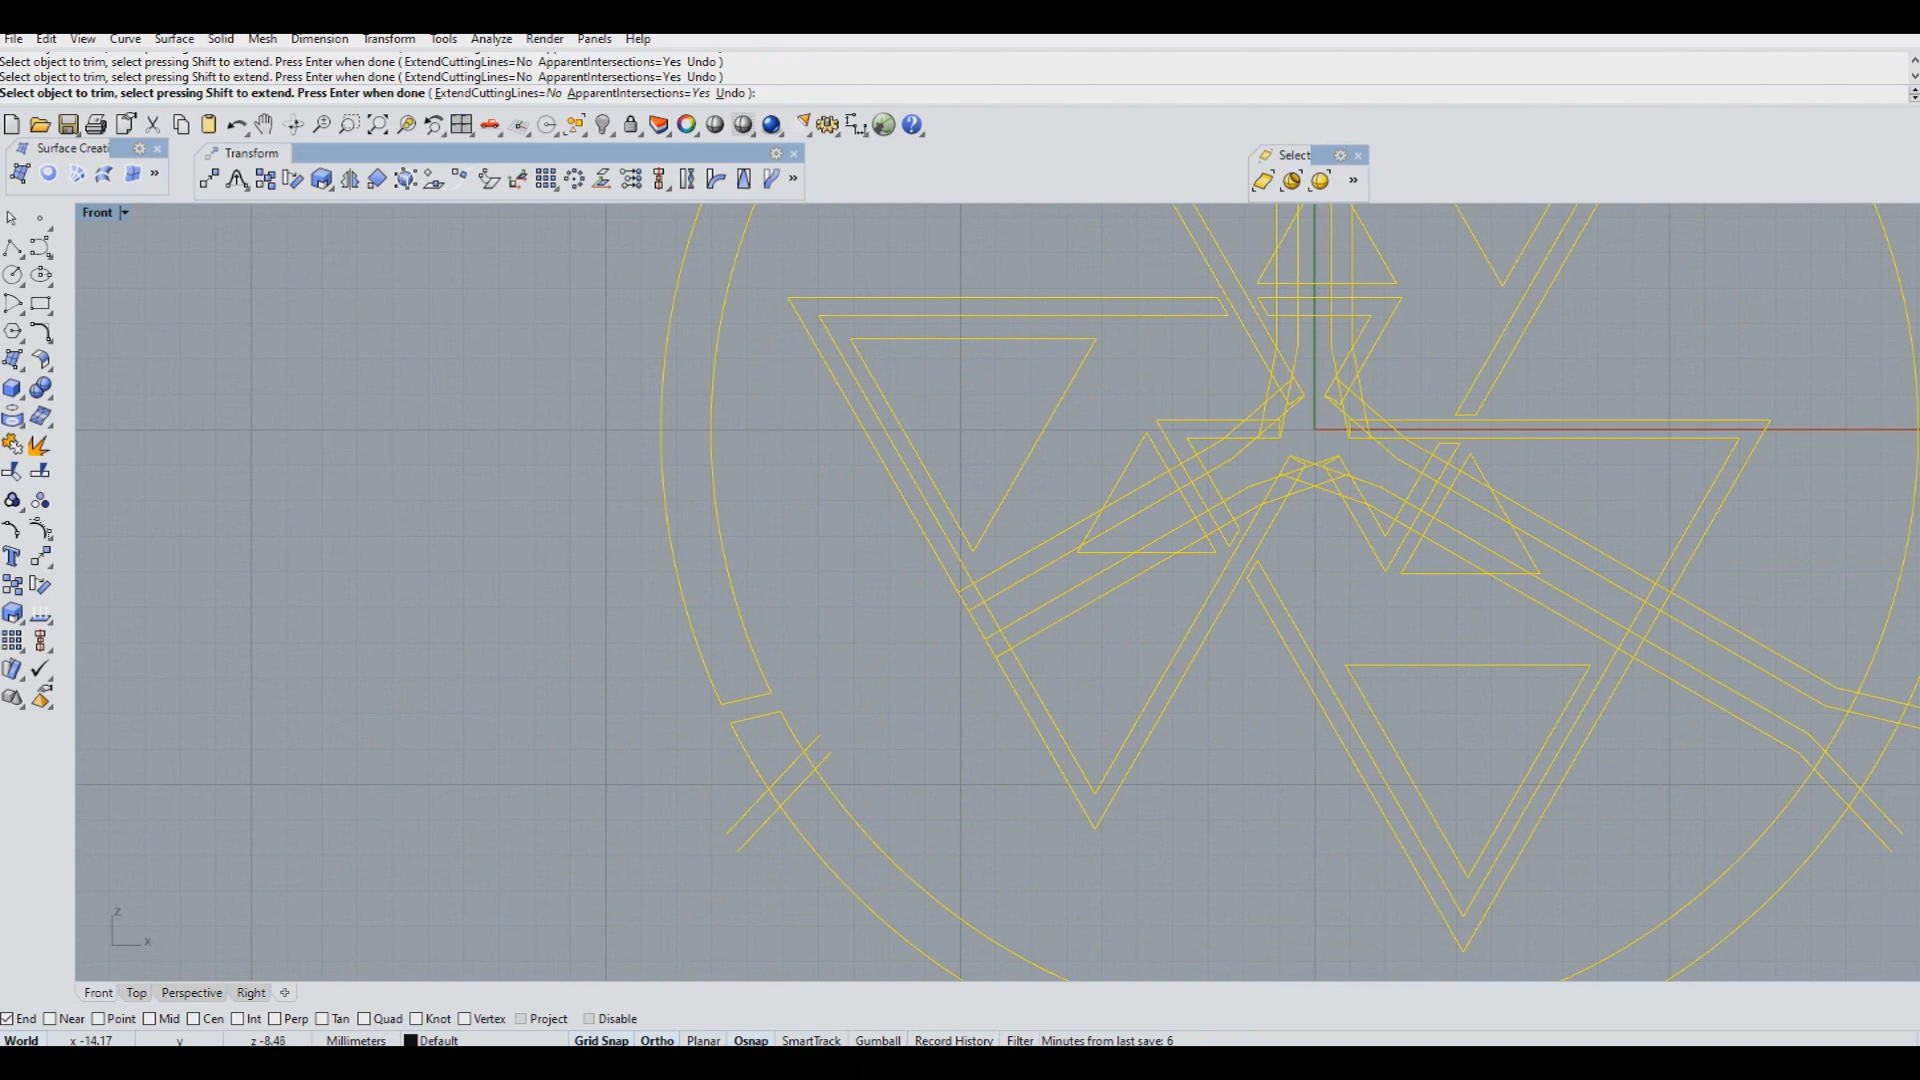 File Edit View Curve Surface Solid Mesh Dimension Transform Tools Analyze Render Panels Help
Select object to trim, select pressing Shift to extend. Press Enter when done ( ExtendCuttingLines=No ApparentIntersections=Yes Undo )
Select object to trim, select pressing Shift to extend. Press Enter when done ( ExtendCuttingLines=No ApparentIntersections=Yes Undo )
Select object to trim, select pressing Shift to extend. Press Enter when done ( ExtendCuttingLines=No ApparentIntersections=Yes Undo ):
Surface Creati
Transform
Select
Front
z
x
Front Top Perspective Right
End Near Point Mid Cen Int Perp Tan Quad Knot Vertex Project Disable
World x -14.17 y z -8.48 Millimeters Default Grid Snap Ortho Planar Osnap SmartTrack Gumball Record History Filter Minutes from last save: 6